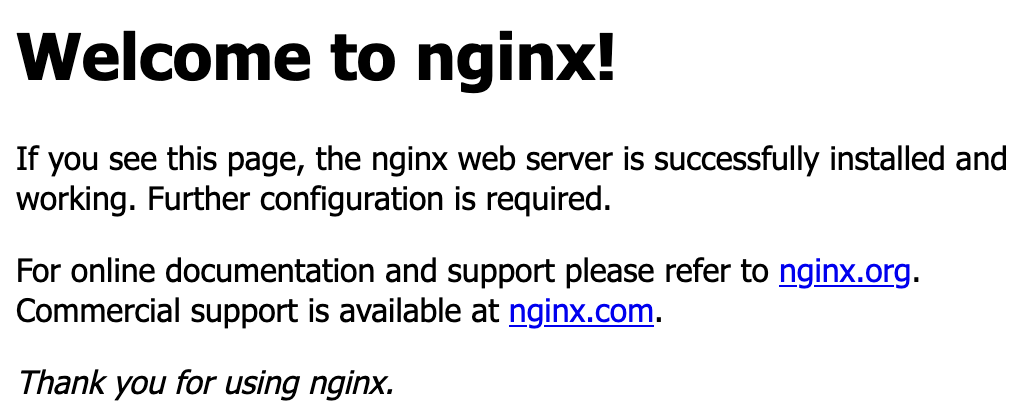 Welcome to nginx!
If you see this page, the nginx web server is successfully installed and
working. Further configuration is required.
For online documentation and support please refer to nginx.org.
Commercial support is available at nginx.com.
Thank you for using nginx.